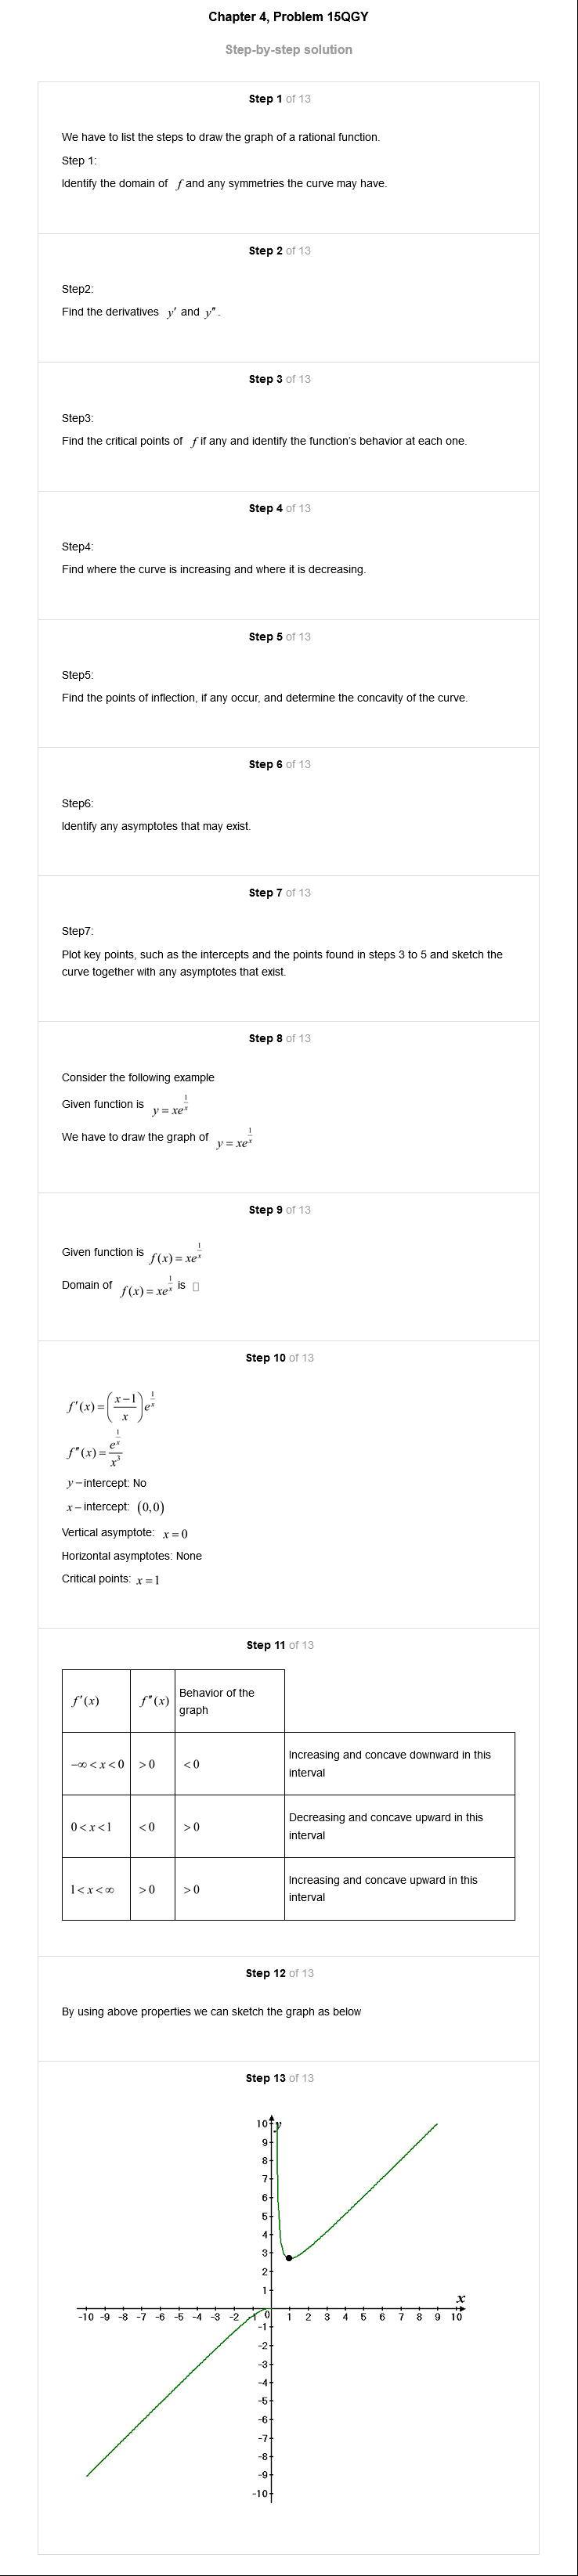 Chapter 4, Problem 15QGY
Step-by-step solution
Step 1 of 13
We have to list the steps to draw the graph of a rational function.
Step 1:
Identify the domain of f and any symmetries the curve may have.
Step 2 of 13
Step2:
Find the derivatives y′ and y″.
Step 3 of 13
Step3:
Find the critical points of f if any and identify the function's behavior at each one.
Step 4 of 13
Step4:
Find where the curve is increasing and where it is decreasing.
Step 5 of 13
Step5:
Find the points of inflection, if any occur, and determine the concavity of the curve.
Step 6 of 13
Step6:
Identify any asymptotes that may exist.
Step 7 of 13
Step7:
Plot key points, such as the intercepts and the points found in steps 3 to 5 and sketch the
curve together with any asymptotes that exist.
Step 8 of 13
Consider the following example
Given function is y = xe^(1/x)
We have to draw the graph of y = xe^(1/x)
Step 9 of 13
Given function is f(x) = xe^(1/x)
Domain of f(x) = xe^(1/x) is □
Step 10 of 13
f′(x) = ((x−1)/x) e^(1/x)
f″(x) = e^(1/x)/x³
y − intercept: No
x − intercept: (0,0)
Vertical asymptote: x = 0
Horizontal asymptotes: None
Critical points: x = 1
Step 11 of 13
f′(x) f″(x) Behavior of the
graph
−∞ < x < 0 > 0 < 0 Increasing and concave downward in this
interval
0 < x < 1 < 0 > 0 Decreasing and concave upward in this
interval
1 < x < ∞ > 0 > 0 Increasing and concave upward in this
interval
Step 12 of 13
By using above properties we can sketch the graph as below
Step 13 of 13
10 y
9
8
7
6
5
4
3
2
1
x
-10 -9 -8 -7 -6 -5 -4 -3 -2 -1 0 1 2 3 4 5 6 7 8 9 10
-1
-2
-3
-4
-5
-6
-7
-8
-9
-10